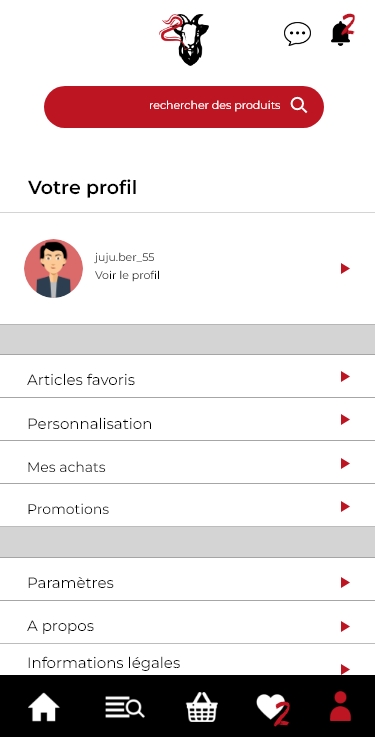 2
2
rechercher des produits
Votre profil
juju.ber_55
Voir le profil
Articles favoris
Personnalisation
Mes achats
Promotions
Paramètres
A propos
Informations légales
2